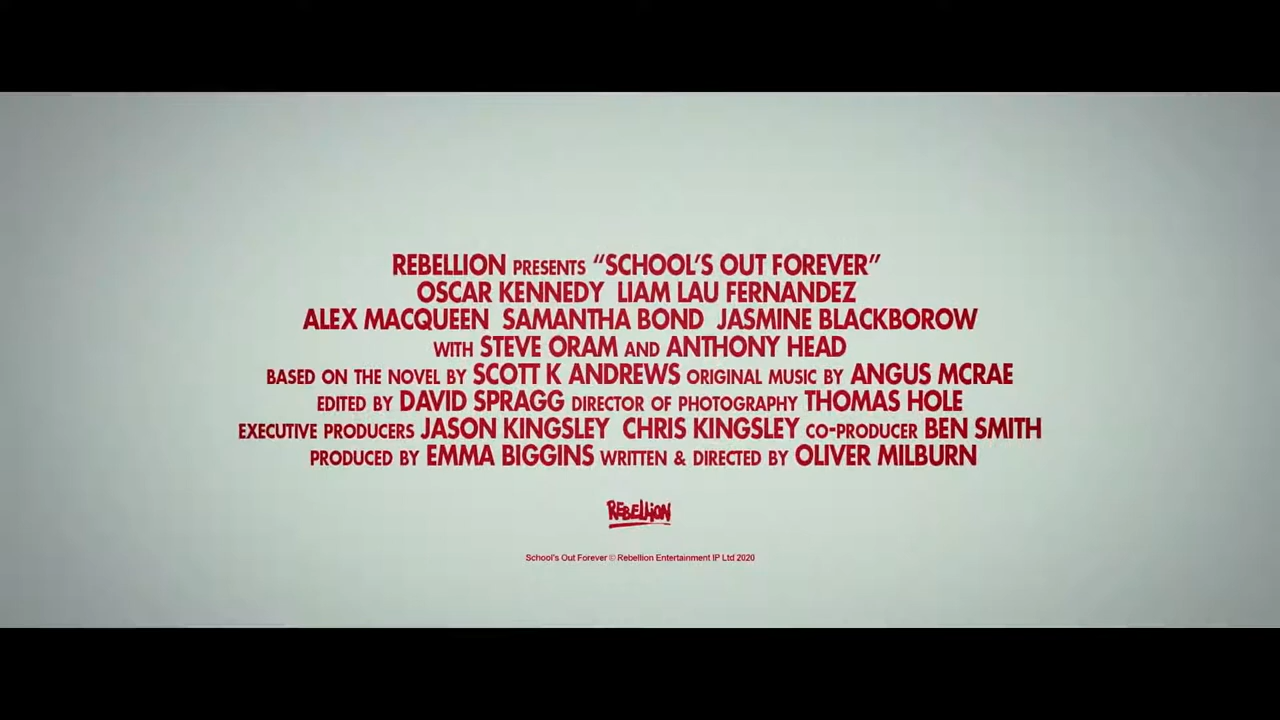 REBELLION PRESENTS “SCHOOL’S OUT FOREVER”
OSCAR KENNEDY LIAM LAU FERNANDEZ
ALEX MACQUEEN SAMANTHA BOND JASMINE BLACKBOROW
WITH STEVE ORAM AND ANTHONY HEAD
BASED ON THE NOVEL BY SCOTT K ANDREWS ORIGINAL MUSIC BY ANGUS MCRAE
EDITED BY DAVID SPRAGG DIRECTOR OF PHOTOGRAPHY THOMAS HOLE
EXECUTIVE PRODUCERS JASON KINGSLEY CHRIS KINGSLEY CO-PRODUCER BEN SMITH
PRODUCED BY EMMA BIGGINS WRITTEN & DIRECTED BY OLIVER MILBURN
REBELLION
School's Out Forever © Rebellion Entertainment IP Ltd 2020